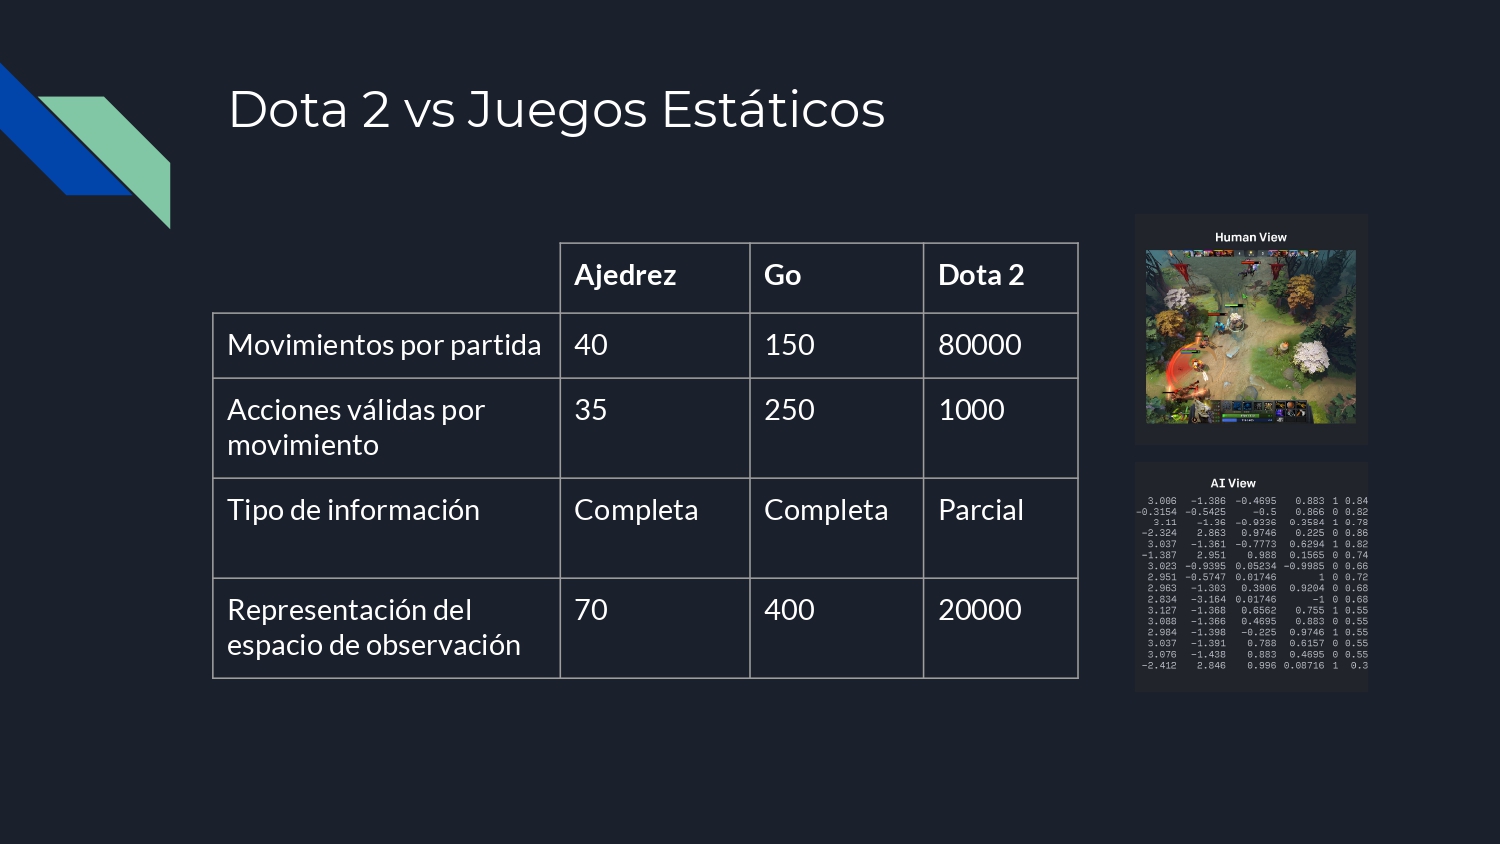 Dota 2 vs Juegos Estáticos
Ajedrez Go Dota 2
Movimientos por partida 40 150 80000
Acciones válidas por
movimiento 35 250 1000
Tipo de información Completa Completa Parcial
Representación del
espacio de observación 70 400 20000
Human View
AI View
3.006 -1.386 -0.4695 0.883 1 0.84
-0.3154 -0.5425 -0.5 0.866 0 0.82
3.11 -1.36 -0.9336 0.3584 1 0.78
-2.324 2.863 0.9746 0.225 0 0.86
3.037 -1.361 -0.7773 0.6294 1 0.82
-1.387 2.951 0.988 0.1565 0 0.74
3.023 -0.9395 0.05234 -0.9985 0 0.66
2.951 -0.5747 0.01746 1 0 0.72
2.963 -1.303 0.3906 0.9204 0 0.68
2.834 -3.164 0.01746 -1 0 0.68
3.127 -1.368 0.6562 0.755 1 0.55
3.088 -1.366 0.4695 0.883 0 0.55
2.984 -1.398 -0.225 0.9746 1 0.55
3.037 -1.391 0.788 0.6157 0 0.55
3.076 -1.438 0.883 0.4695 0 0.55
-2.412 2.846 0.996 0.08716 1 0.3